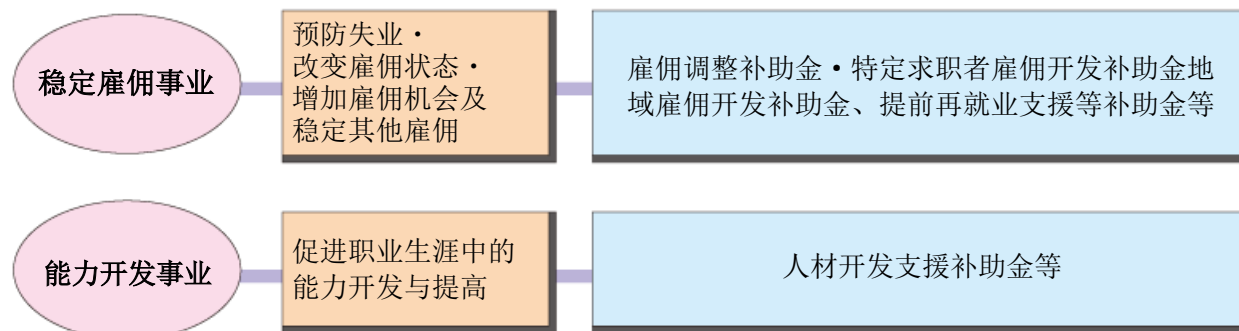 稳定雇佣事业
预防失业・
改变雇佣状态・
增加雇佣机会及
稳定其他雇佣
雇佣调整补助金・特定求职者雇佣开发补助金地
域雇佣开发补助金、提前再就业支援等补助金等
能力开发事业
促进职业生涯中的
能力开发与提高
人材开发支援补助金等